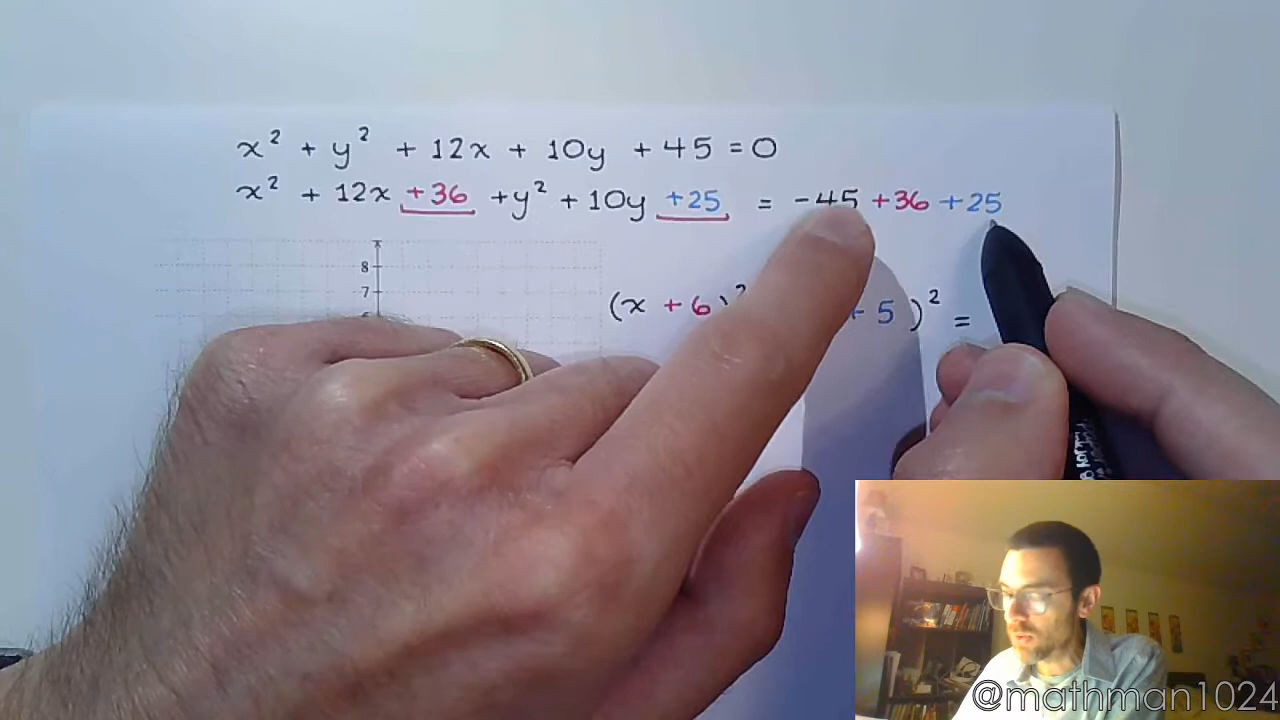 x² + y² + 12x + 10y + 45 = 0
x² + 12x +36 + y² + 10y +25 = -45 +36 +25
8
7
(x + 6)² + 5)² =
@mathman1024